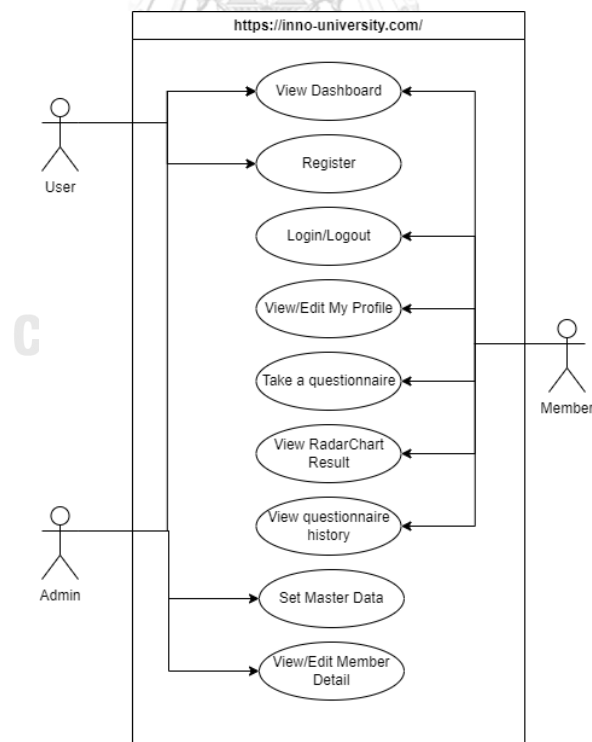 https://inno-university.com/
View Dashboard
Register
User
Login/Logout
View/Edit My Profile
C
Take a questionnaire
Member
View RadarChart
Result
View questionnaire
history
Admin
Set Master Data
View/Edit Member
Detail